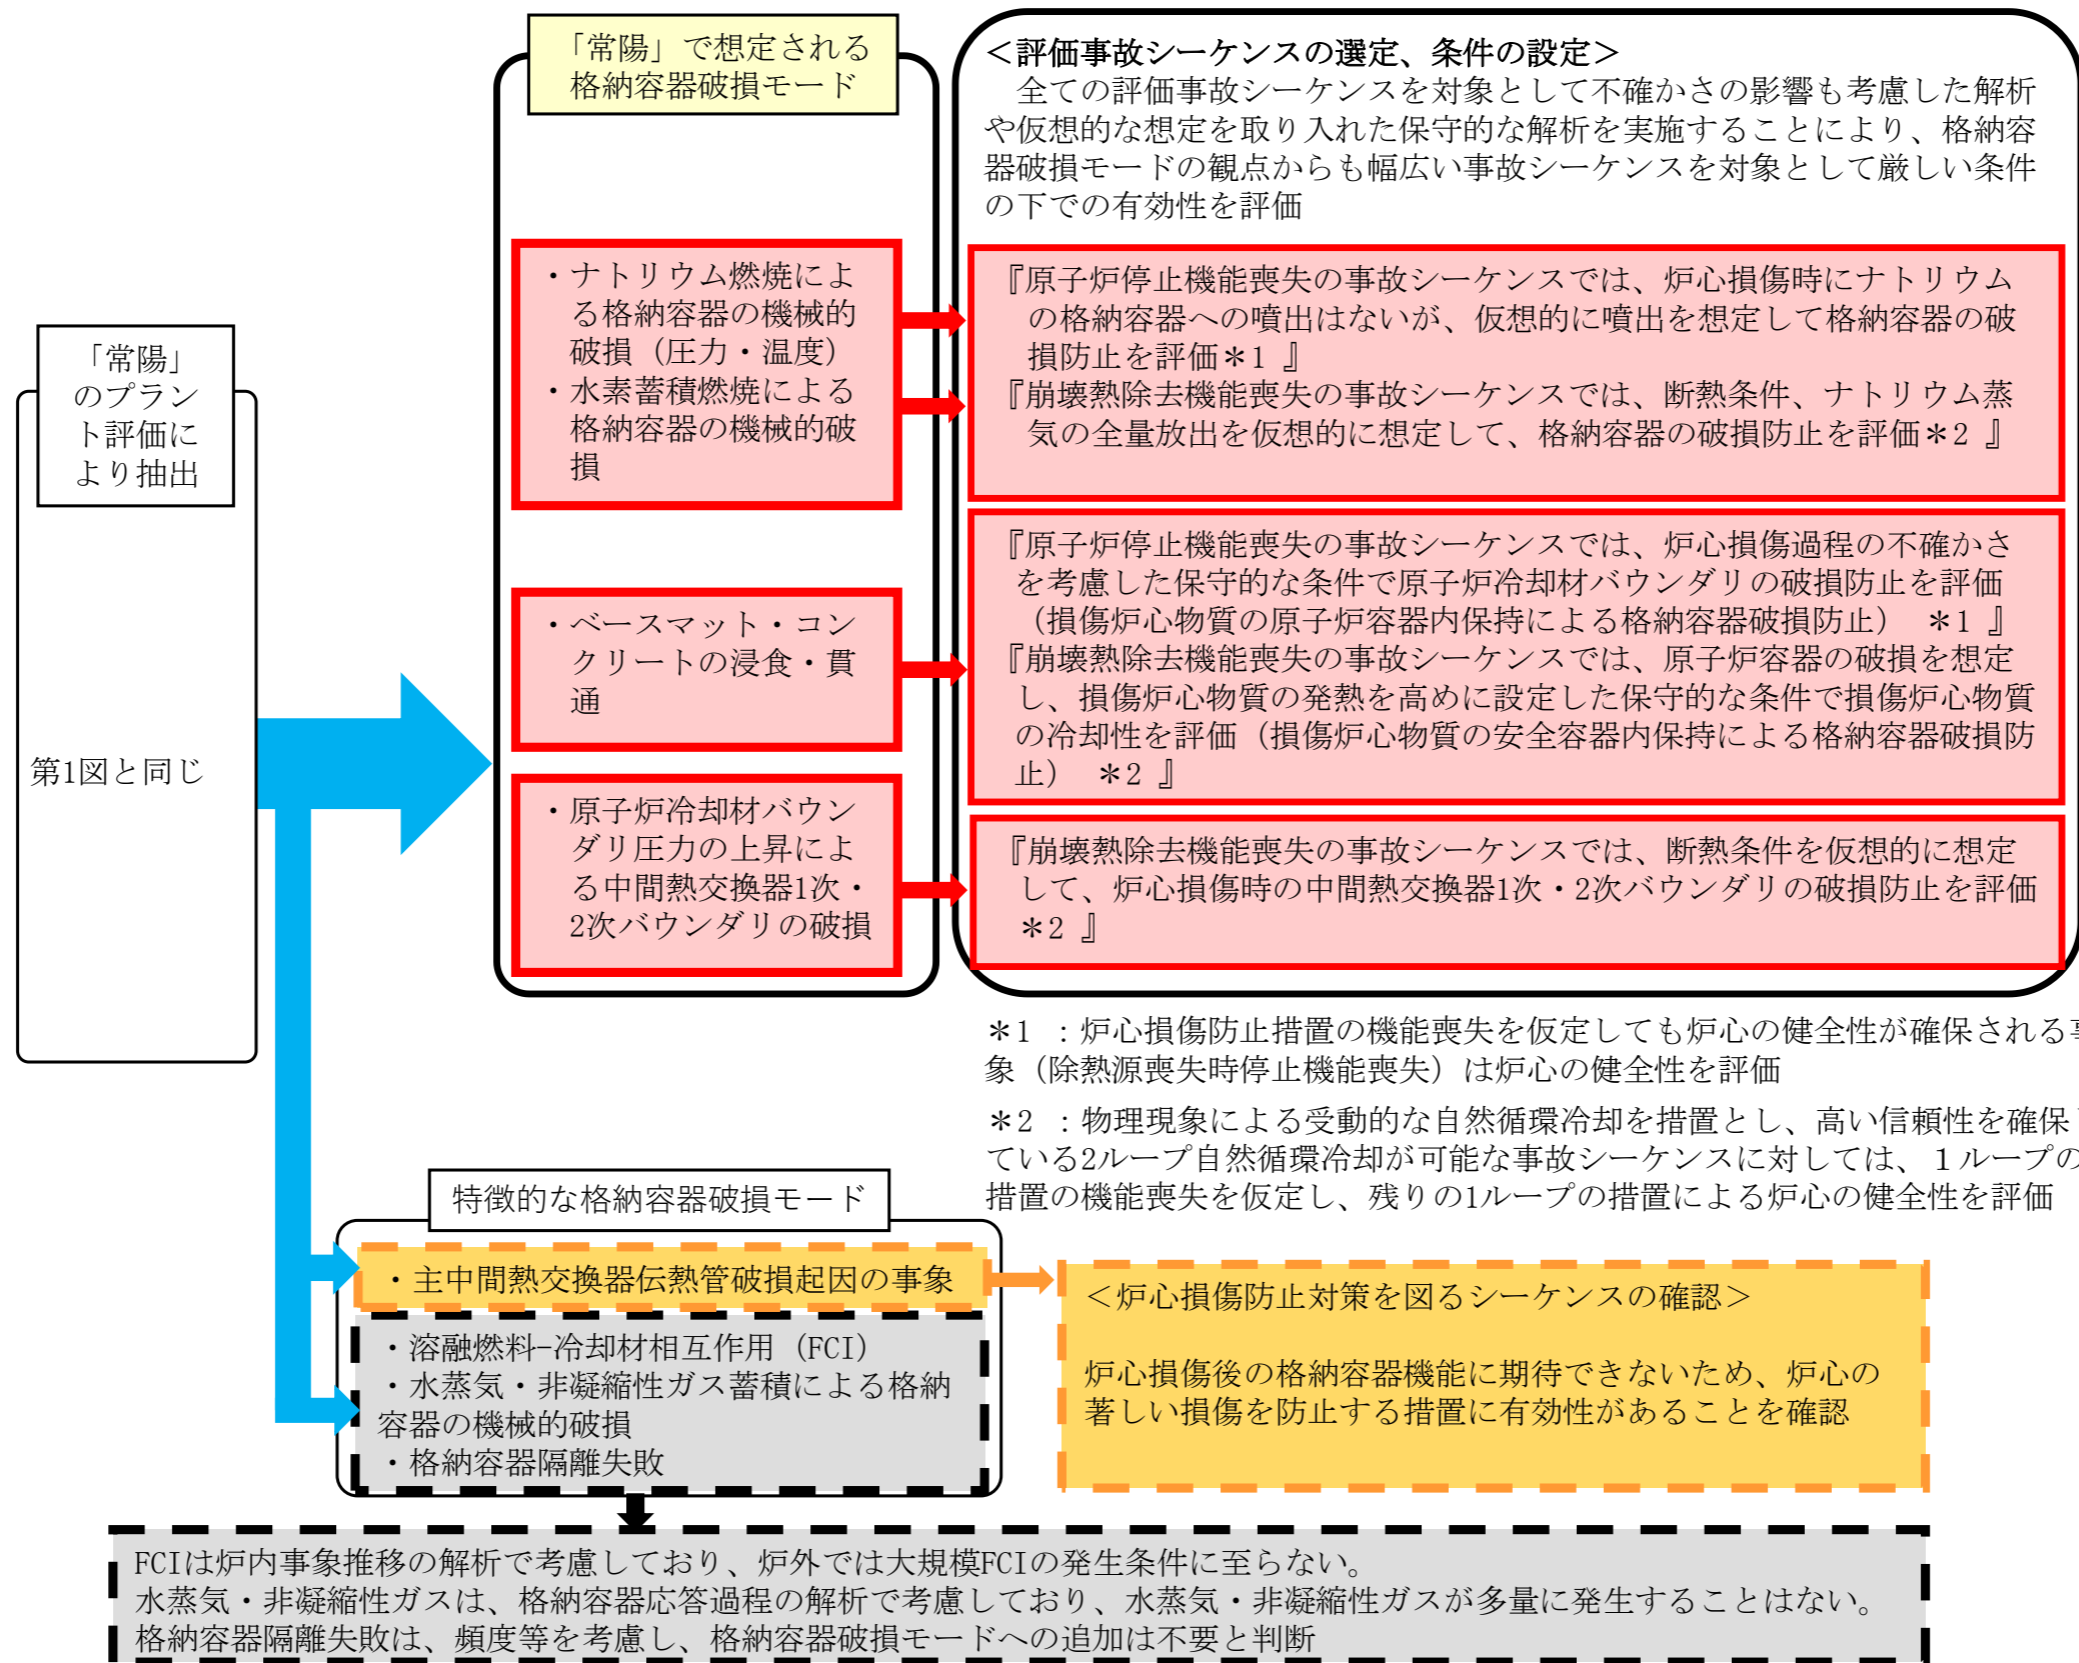 「常陽」
のプラン
ト評価に
より抽出
第1図と同じ
「常陽」で想定される
格納容器破損モード
・ナトリウム燃焼によ
る格納容器の機械的
破損（圧力・温度）
・水素蓄積燃焼による
格納容器の機械的破
損
・ベースマット・コン
クリートの浸食・貫
通
・原子炉冷却材バウン
ダリ圧力の上昇によ
る中間熱交換器1次・
2次バウンダリの破損
＜評価事故シーケンスの選定、条件の設定＞
全ての評価事故シーケンスを対象として不確かさの影響も考慮した解析
や仮想的な想定を取り入れた保守的な解析を実施することにより、格納容
器破損モードの観点からも幅広い事故シーケンスを対象として厳しい条件
の下での有効性を評価
『原子炉停止機能喪失の事故シーケンスでは、炉心損傷時にナトリウム
の格納容器への噴出はないが、仮想的に噴出を想定して格納容器の破
損防止を評価＊1 』
『崩壊熱除去機能喪失の事故シーケンスでは、断熱条件、ナトリウム蒸
気の全量放出を仮想的に想定して、格納容器の破損防止を評価＊2 』
『原子炉停止機能喪失の事故シーケンスでは、炉心損傷過程の不確かさ
を考慮した保守的な条件で原子炉冷却材バウンダリの破損防止を評価
（損傷炉心物質の原子炉容器内保持による格納容器破損防止） ＊1 』
『崩壊熱除去機能喪失の事故シーケンスでは、原子炉容器の破損を想定
し、損傷炉心物質の発熱を高めに設定した保守的な条件で損傷炉心物質
の冷却性を評価（損傷炉心物質の安全容器内保持による格納容器破損防
止） ＊2 』
『崩壊熱除去機能喪失の事故シーケンスでは、断熱条件を仮想的に想定
して、炉心損傷時の中間熱交換器1次・2次バウンダリの破損防止を評価
＊2 』
＊1 ：炉心損傷防止措置の機能喪失を仮定しても炉心の健全性が確保される事
象（除熱源喪失時停止機能喪失）は炉心の健全性を評価
＊2 ：物理現象による受動的な自然循環冷却を措置とし、高い信頼性を確保
ている2ループ自然循環冷却が可能な事故シーケンスに対しては、１ループの
措置の機能喪失を仮定し、残りの1ループの措置による炉心の健全性を評価
特徴的な格納容器破損モード
・主中間熱交換器伝熱管破損起因の事象
・溶融燃料-冷却材相互作用（FCI）
・水蒸気・非凝縮性ガス蓄積による格納
容器の機械的破損
・格納容器隔離失敗
＜炉心損傷防止対策を図るシーケンスの確認＞
炉心損傷後の格納容器機能に期待できないため、炉心の
著しい損傷を防止する措置に有効性があることを確認
FCIは炉内事象推移の解析で考慮しており、炉外では大規模FCIの発生条件に至らない。
水蒸気・非凝縮性ガスは、格納容器応答過程の解析で考慮しており、水蒸気・非凝縮性ガスが多量に発生することはない。
格納容器隔離失敗は、頻度等を考慮し、格納容器破損モードへの追加は不要と判断